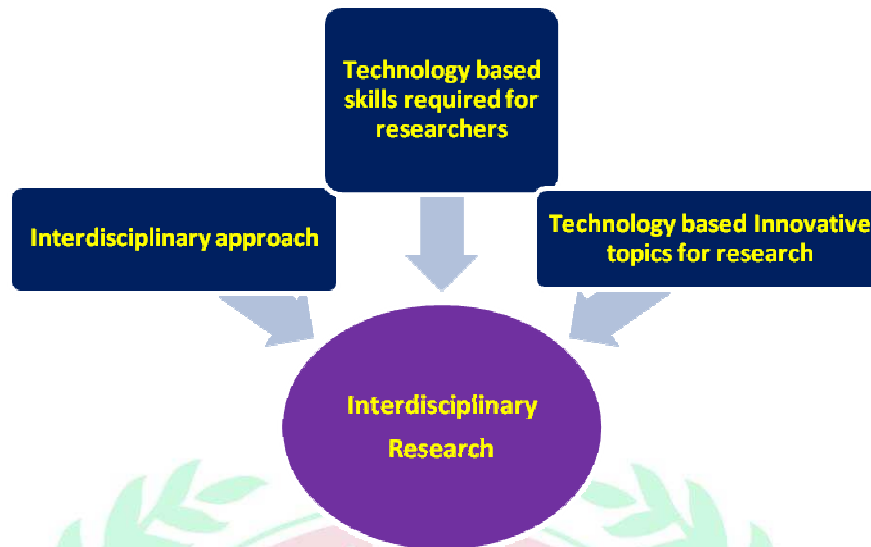 Technology based
skills required for
researchers
Interdisciplinary approach
Technology based Innovative
topics for research
Interdisciplinary
Research